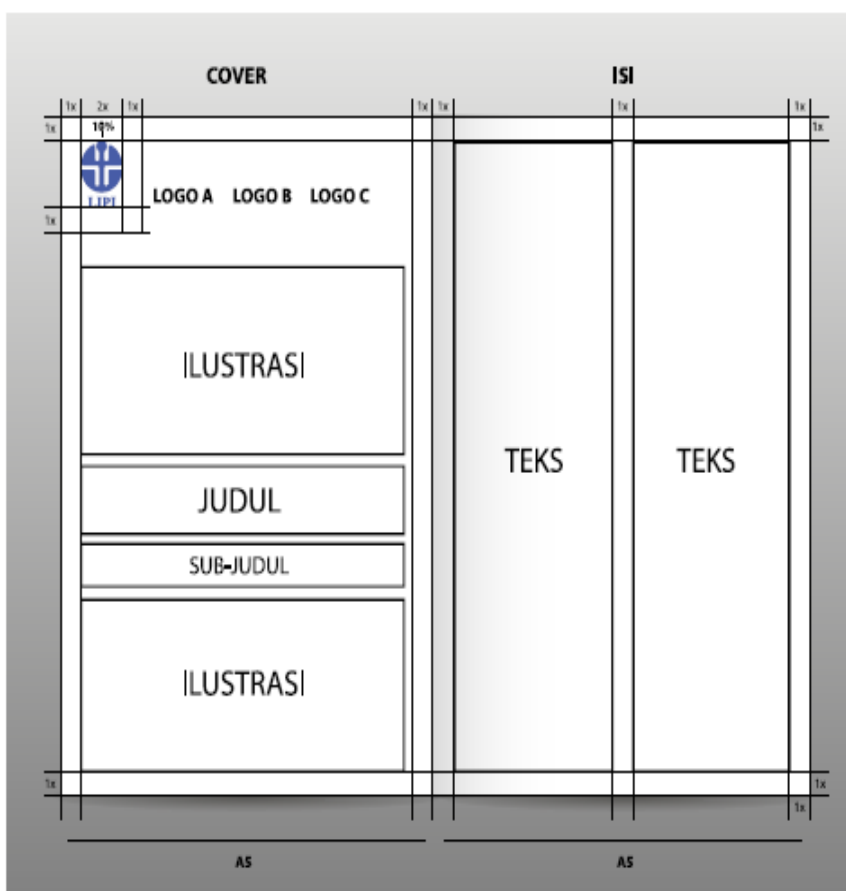 COVER
ISI
1x 2x 1x 1x 1x 1x 1x
1x 10% 1x
LIPI
LOGO A LOGO B LOGO C
1x
ILUSTRASI
JUDUL
SUB-JUDUL
ILUSTRASI
TEKS TEKS
1x 1x
1x
A5 A5